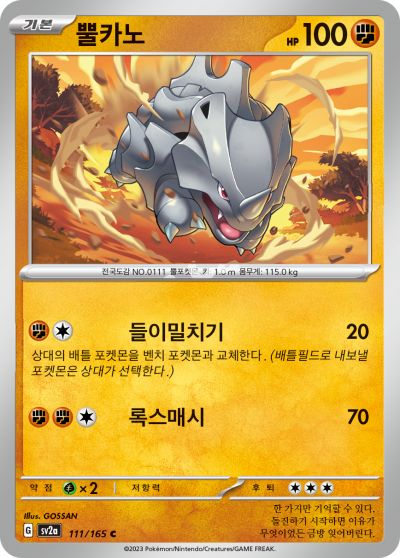 기본 뿔카노 HP 100
전국도감 NO.0111 뿔포켓몬 키: 1.0 m 몸무게: 115.0 kg
들이밀치기 20
상대의 배틀 포켓몬을 벤치 포켓몬과 교체한다. (배틀필드로 내보낼
포켓몬은 상대가 선택한다.)
록스매시 70
약점 ×2 저항력 후퇴
Illus. GOSSAN
한 가지만 기억할 수 있다.
G sv2a 111/165 C
돌진하기 시작하면 이유가
무엇이었든 금방 잊어버린다.
©2023 Pokémon/Nintendo/Creatures/GAME FREAK.